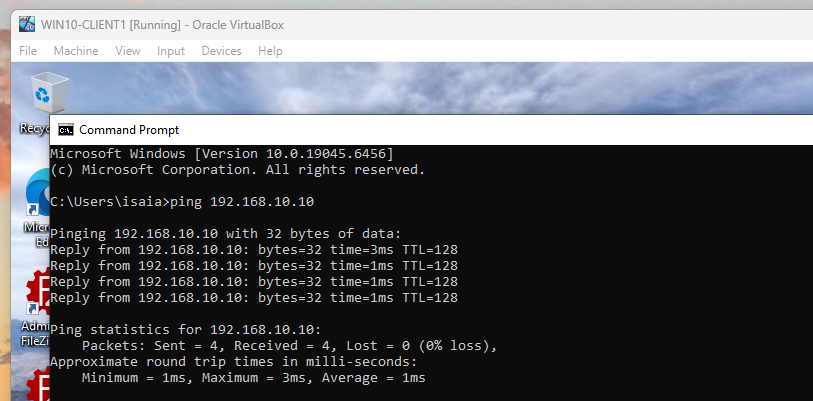 WIN10-CLIENT1 [Running] - Oracle VirtualBox
File Machine View Input Devices Help
Command Prompt
Microsoft Windows [Version 10.0.19045.6456]
(c) Microsoft Corporation. All rights reserved.
C:\Users\isaia>ping 192.168.10.10
Pinging 192.168.10.10 with 32 bytes of data:
Reply from 192.168.10.10: bytes=32 time=3ms TTL=128
Reply from 192.168.10.10: bytes=32 time=1ms TTL=128
Reply from 192.168.10.10: bytes=32 time=1ms TTL=128
Reply from 192.168.10.10: bytes=32 time=1ms TTL=128
Ping statistics for 192.168.10.10:
Packets: Sent = 4, Received = 4, Lost = 0 (0% loss),
Approximate round trip times in milli-seconds:
Minimum = 1ms, Maximum = 3ms, Average = 1ms